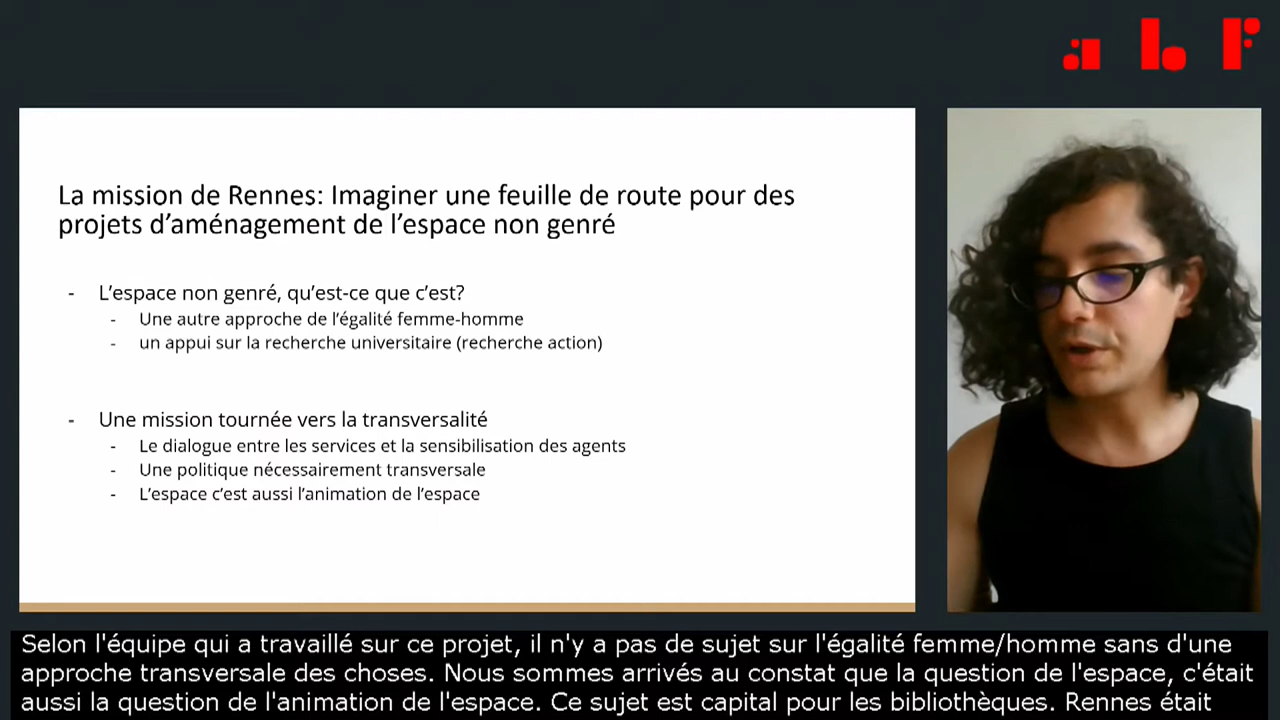 abf
La mission de Rennes: Imaginer une feuille de route pour des
projets d’aménagement de l’espace non genré
- L’espace non genré, qu’est-ce que c’est?
- Une autre approche de l’égalité femme-homme
- un appui sur la recherche universitaire (recherche action)
- Une mission tournée vers la transversalité
- Le dialogue entre les services et la sensibilisation des agents
- Une politique nécessairement transversale
- L’espace c’est aussi l’animation de l’espace
Selon l'équipe qui a travaillé sur ce projet, il n'y a pas de sujet sur l'égalité femme/homme sans d'une
approche transversale des choses. Nous sommes arrivés au constat que la question de l'espace, c'était
aussi la question de l'animation de l'espace. Ce sujet est capital pour les bibliothèques. Rennes était